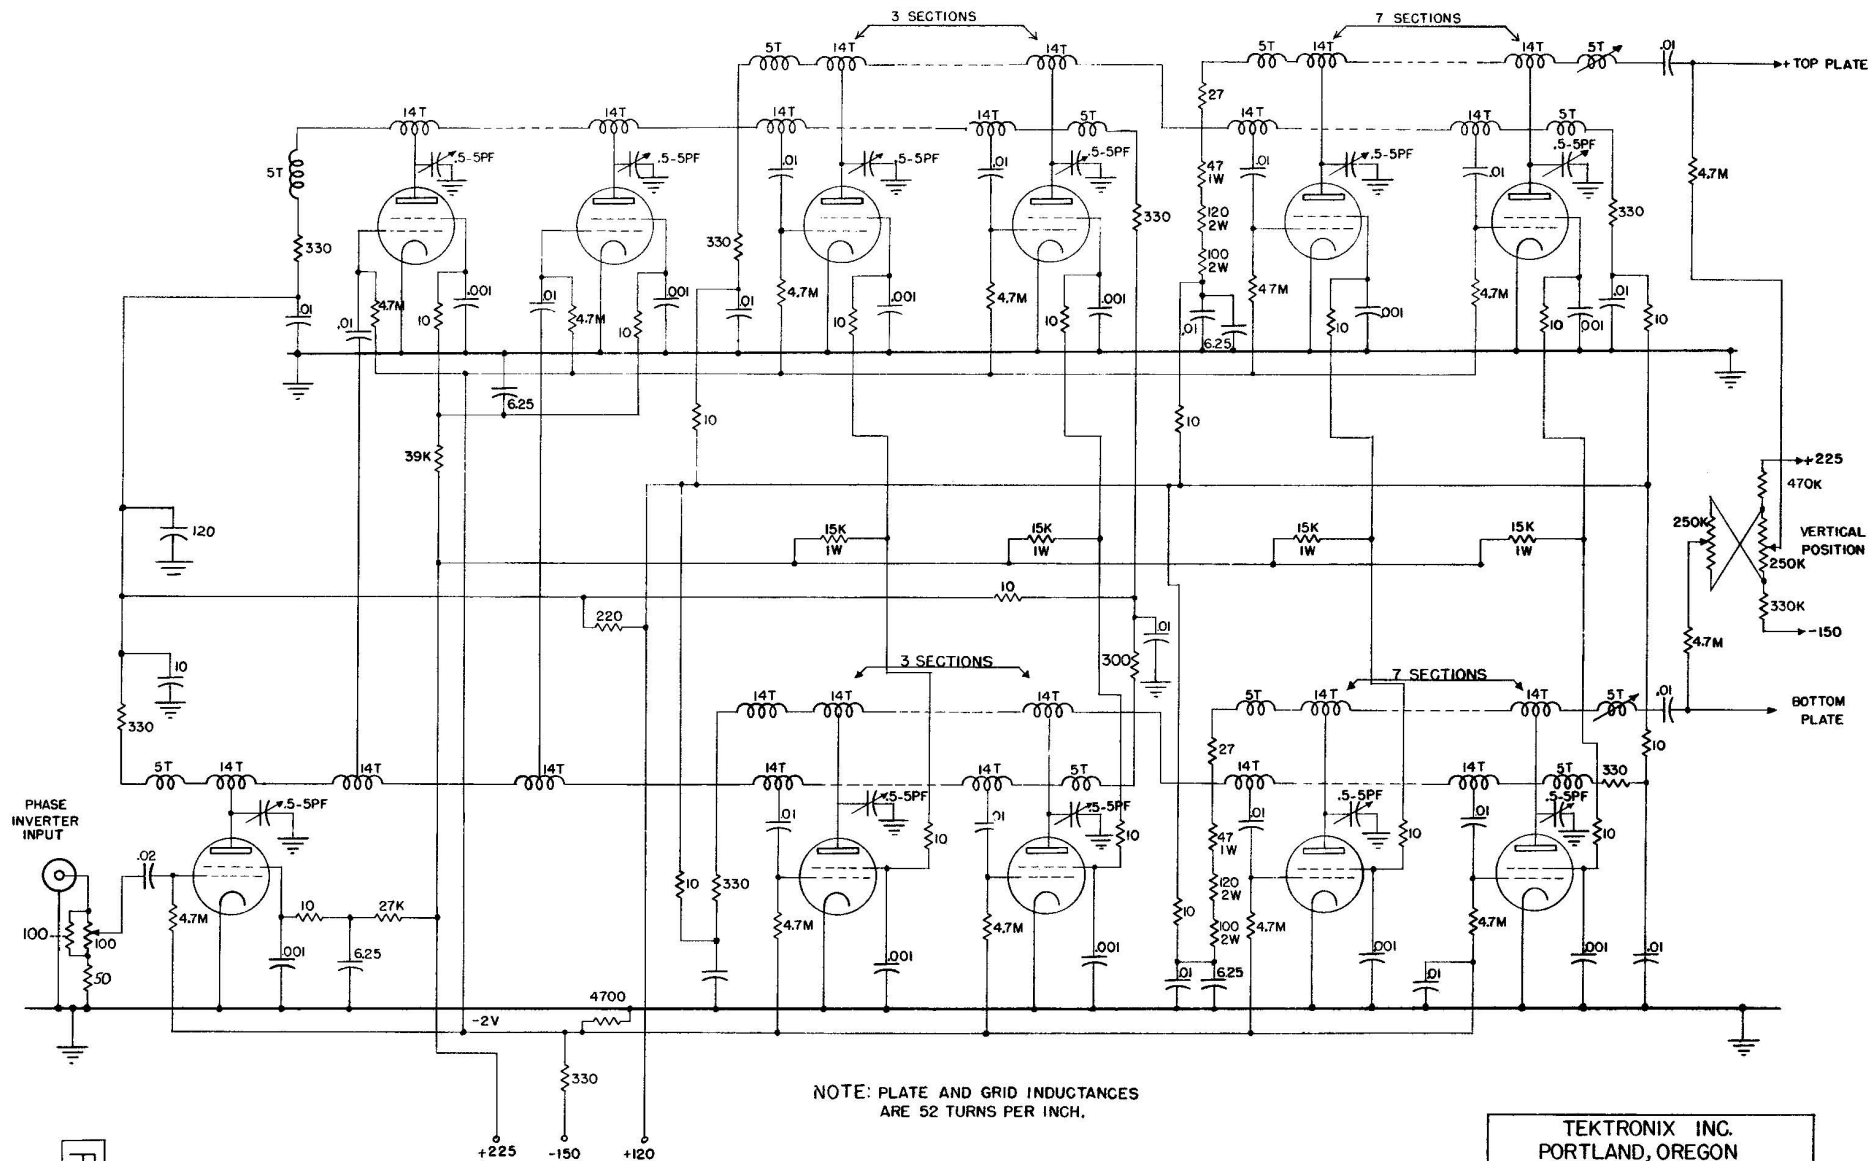 3 SECTIONS
7 SECTIONS
5T 14T 14T 5T 14T 14T 5T .01
+ TOP PLATE
27
14T 14T 14T 14T 5T 14T 14T 5T
.5-5PF .5-5PF .01 .5-5PF .01 .5-5PF 47 1W .01 .5-5PF .01 .5-5PF
5T
4.7M
120 2W
330 330 330 330
100 2W
.01 .01 4.7M 10 .001 .01 4.7M 10 .001 .01 4.7M 10 .001 4.7M 10 .001 .01 6.25 4.7M 10 .001 4.7M 10 .001 .01 10
6.25
10 10
39K
+225
470K
120
15K 1W
15K 1W
15K 1W
15K 1W
250K
VERTICAL
POSITION
250K
10
330K
220
.01
-150
10
300
4.7M
3 SECTIONS
7 SECTIONS
14T 14T 14T 5T 14T 14T 5T .01
BOTTOM
PLATE
330
27
10
5T 14T 14T 14T 14T 14T 5T 14T 14T 5T 330
PHASE
INVERTER
INPUT
.5-5PF .01 .5-5PF .01 .5-5PF .01 .5-5PF .01 .5-5PF
10 10 47 1W 10 10
.02
10 330 120 2W
4.7M 10 27K 4.7M 4.7M 10 100 2W 4.7M 4.7M
100 100
50
.001 6.25 .001 .001 .01 6.25 .001 .01 .001 .01
4700
-2V
330
NOTE: PLATE AND GRID INDUCTANCES
ARE 52 TURNS PER INCH.
+225 -150 +120
TEKTRONIX INC.
PORTLAND, OREGON